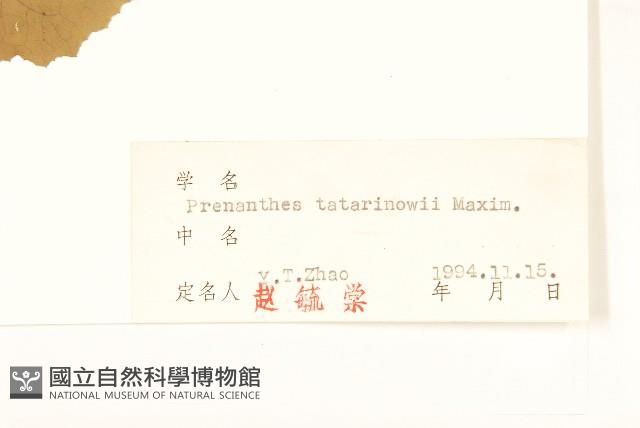 学 名
Prenanthes tatarinowii Maxim.
中 名
y.T.Zhao 1994.11.15.
定名人 赵毓棠 年 月 日
國立自然科學博物館
NATIONAL MUSEUM OF NATURAL SCIENCE